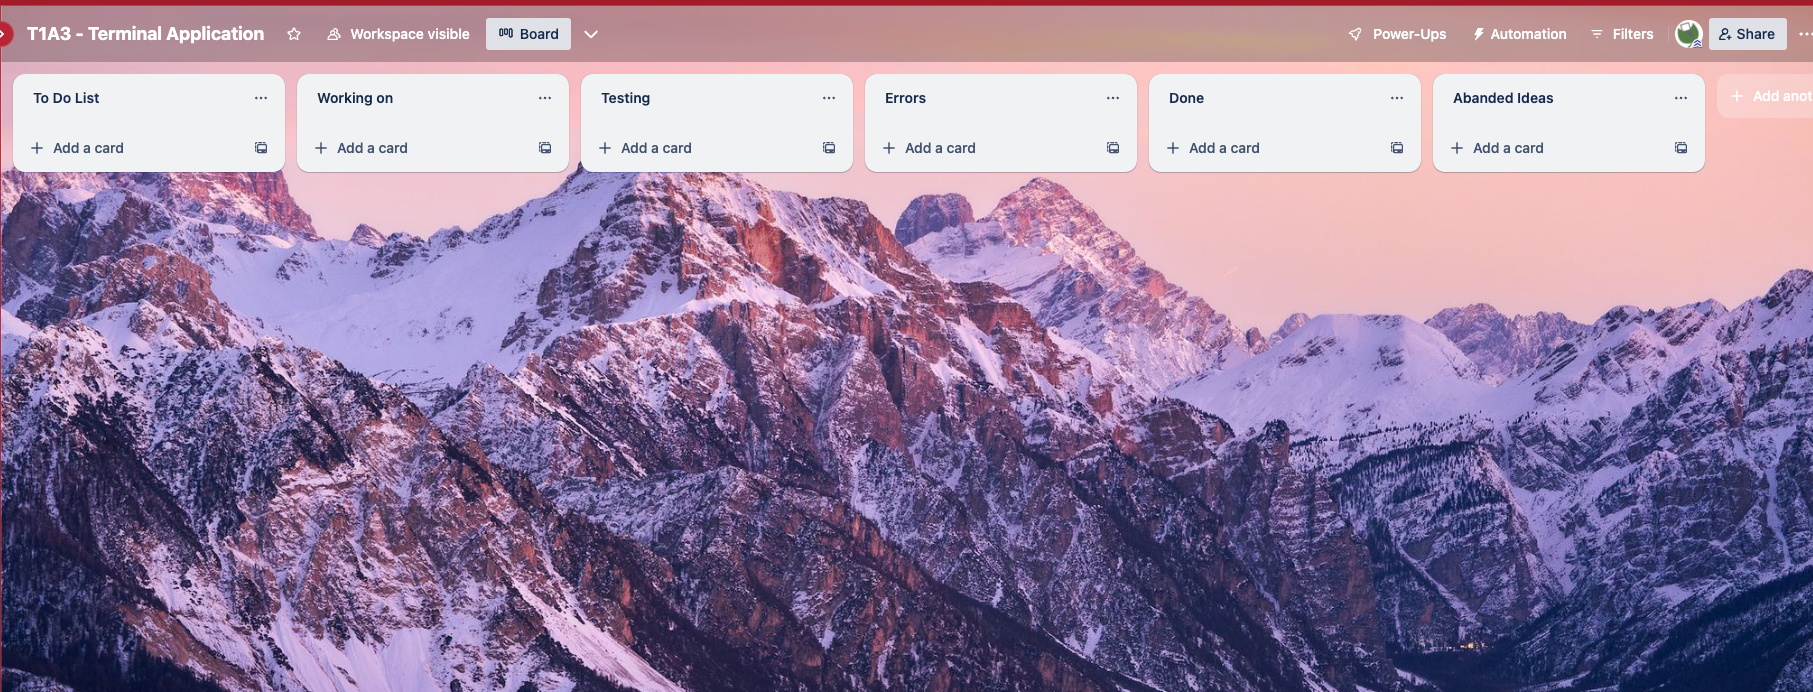 T1A3 - Terminal Application
Workspace visible
Board
Power-Ups
Automation
Filters
Share
To Do List
Add a card
Working on
Add a card
Testing
Add a card
Errors
Add a card
Done
Add a card
Abanded Ideas
Add a card
Add anot